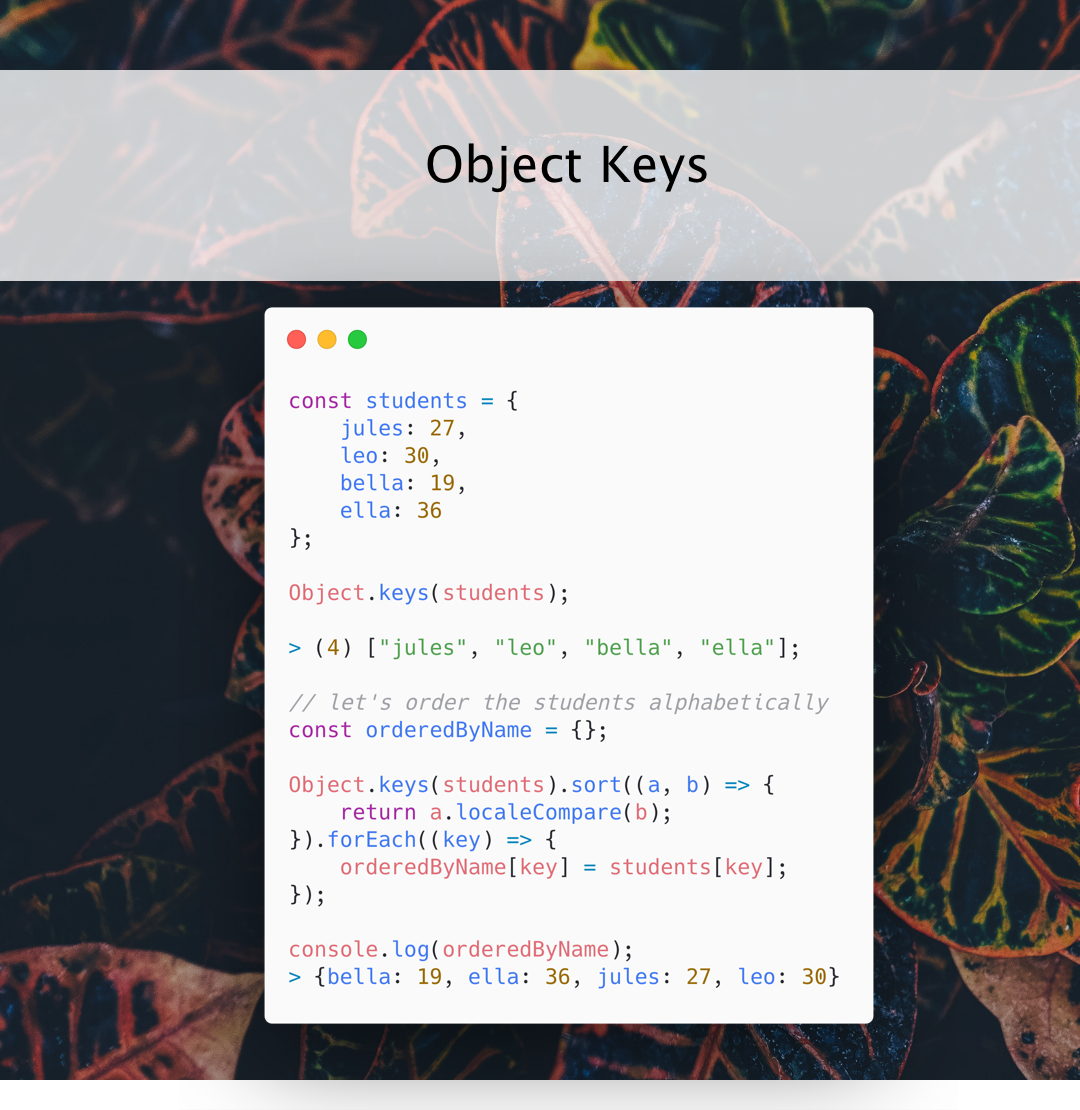 Object Keys
const students = {
    jules: 27,
    leo: 30,
    bella: 19,
    ella: 36
};
Object.keys(students);
> (4) ["jules", "leo", "bella", "ella"];
// let's order the students alphabetically
const orderedByName = {};
Object.keys(students).sort((a, b) => {
    return a.localeCompare(b);
}).forEach((key) => {
    orderedByName[key] = students[key];
});
console.log(orderedByName);
> {bella: 19, ella: 36, jules: 27, leo: 30}